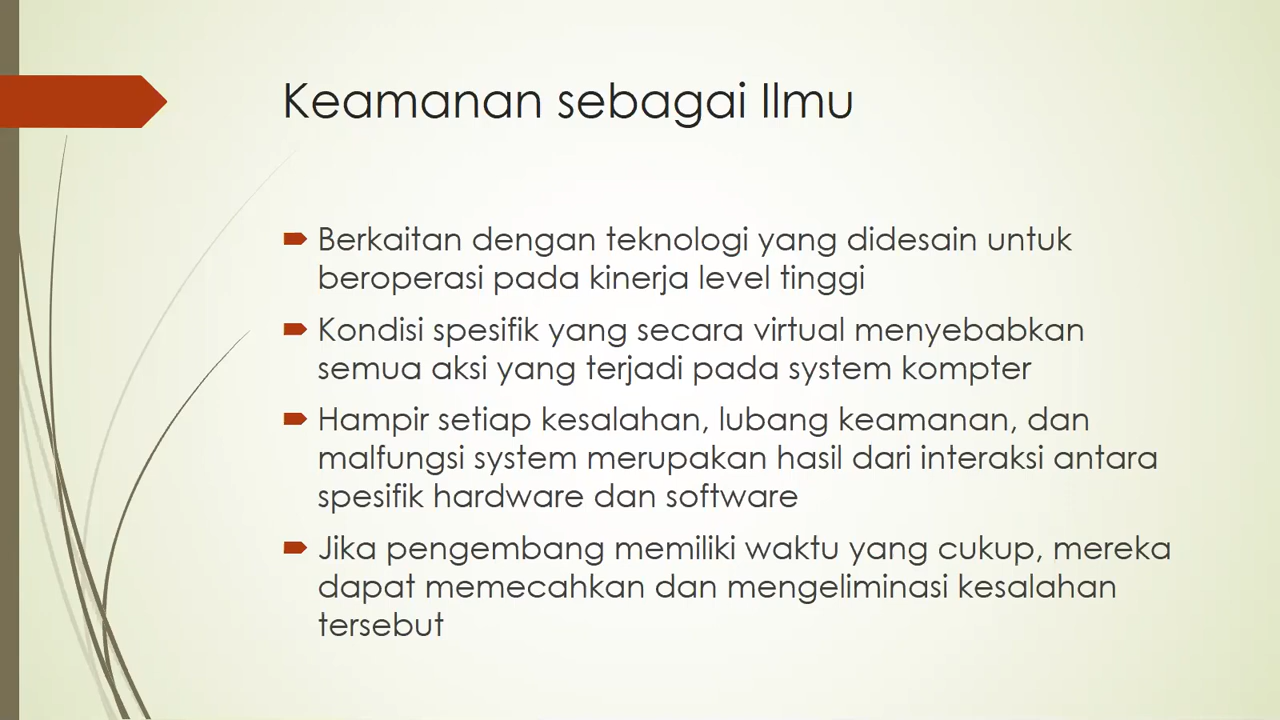 Keamanan sebagai Ilmu
Berkaitan dengan teknologi yang didesain untuk
beroperasi pada kinerja level tinggi
Kondisi spesifik yang secara virtual menyebabkan
semua aksi yang terjadi pada system kompter
Hampir setiap kesalahan, lubang keamanan, dan
malfungsi system merupakan hasil dari interaksi antara
spesifik hardware dan software
Jika pengembang memiliki waktu yang cukup, mereka
dapat memecahkan dan mengeliminasi kesalahan
tersebut